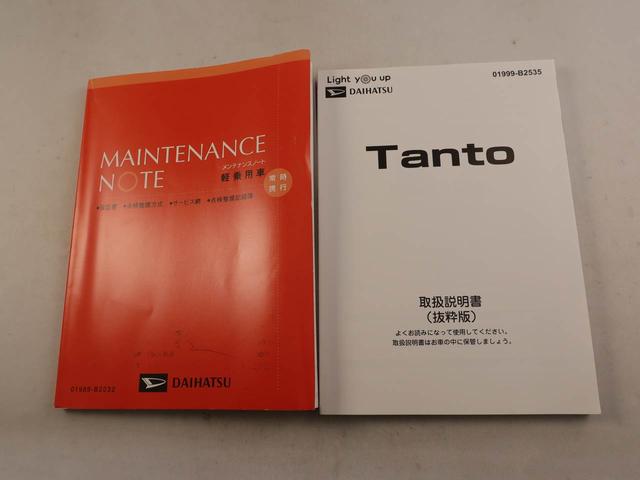 MAINTENANCE
NOTE
メンテナンスノート
軽乗用車
常時
携行
●保証書 ●点検整備方式 ●サービス網 ●点検整備記録簿
DAIHATSU
01999-B2032
Light you up
DAIHATSU
01999-B2535
Tanto
取扱説明書
（抜粋版）
よくお読みになって使用してください。
取扱説明書はお車の中に保管しましょう。